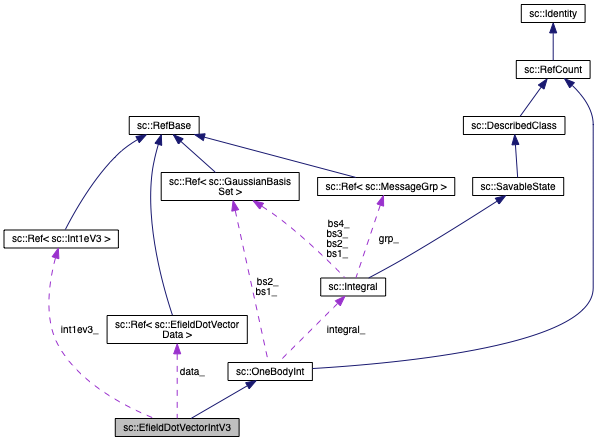 sc::Identity
sc::RefCount
sc::RefBase
sc::DescribedClass
sc::Ref< sc::GaussianBasis
Set >
sc::Ref< sc::MessageGrp >
sc::SavableState
sc::Ref< sc::Int1eV3 >
bs4_
bs3_
bs2_
bs1_
grp_
bs2_
bs1_
sc::Integral
sc::Ref< sc::EfieldDotVector
Data >
int1ev3_
integral_
data_
sc::OneBodyInt
sc::EfieldDotVectorIntV3